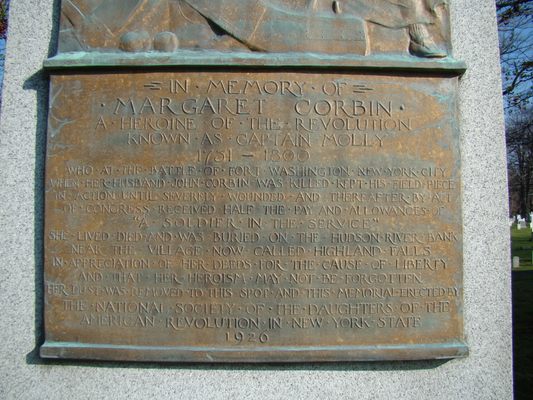 IN · MEMORY · OF
MARGARET CORBIN
A · HEROINE · OF · THE · REVOLUTION
KNOWN · AS · CAPTAIN · MOLLY
1751 – 1800
WHO · AT · THE · BATTLE · OF · FORT · WASHINGTON · NEW · YORK · CITY
WHEN · HER · HUSBAND · JOHN · CORBIN · WAS · KILLED · KEPT · HIS · FIELD · PIECE
IN · ACTION · UNTIL · SEVERELY · WOUNDED · AND · THEREAFTER · BY · ACT
OF · CONGRESS · RECEIVED · HALF · THE · PAY · AND · ALLOWANCES · OF
"A · SOLDIER · IN · THE · SERVICE"
SHE · LIVED · DIED · AND · WAS · BURIED · ON · THE · HUDSON · RIVER · BANK
NEAR · THE · VILLAGE · NOW · CALLED · HIGHLAND · FALLS
IN · APPRECIATION · OF · HER · DEEDS · FOR · THE · CAUSE · OF · LIBERTY
AND · THAT · HER · HEROISM · MAY · NOT · BE · FORGOTTEN
HER · DUST · WAS · REMOVED · TO · THIS · SPOT · AND · THIS · MEMORIAL · ERECTED · BY
THE · NATIONAL · SOCIETY · OF · THE · DAUGHTERS · OF · THE
AMERICAN · REVOLUTION · IN · NEW · YORK · STATE
1926